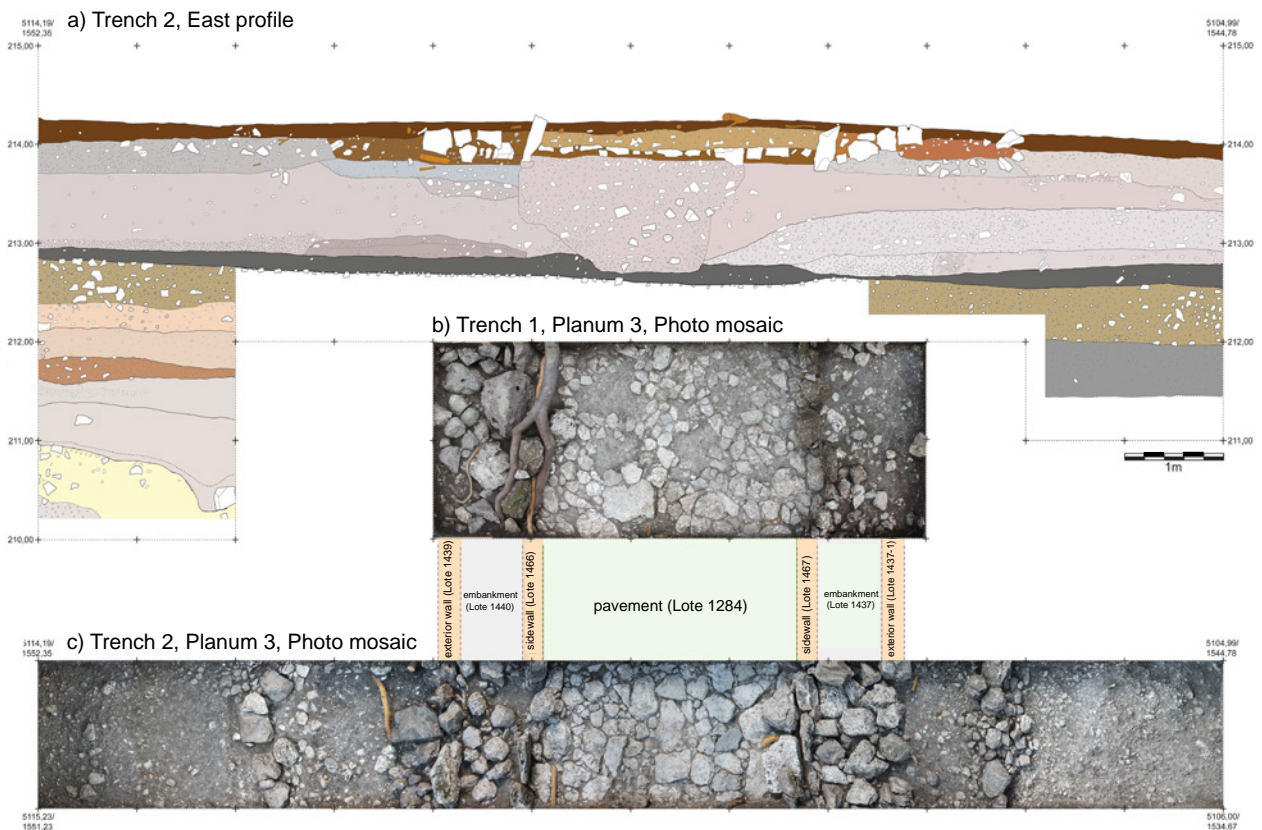 5114,19/
1552,35
a) Trench 2, East profile
5104,99/
1544,78
215,00
215,00
214,00
214,00
213,00
213,00
b) Trench 1, Planum 3, Photo mosaic
212,00
212,00
211,00
211,00
1m
210,00
exterior wall (Lote 1439)
embankment
(Lote 1440)
sidewall (Lote 1466)
pavement (Lote 1284)
sidewall (Lote 1467)
embankment
(Lote 1437)
exterior wall (Lote 1437-1)
5114,19/
1552,35
c) Trench 2, Planum 3, Photo mosaic
5104,99/
1544,78
5115,23/
1551.23
5106,00/
1534,67